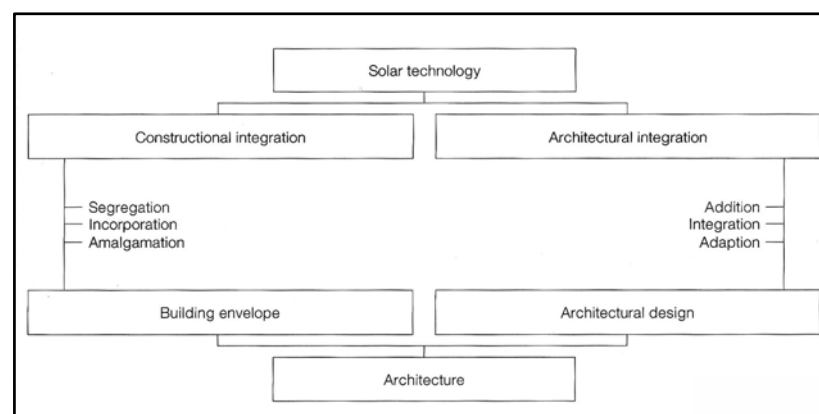 Solar technology
Constructional integration
Architectural integration
Segregation
Incorporation
Amalgamation
Addition
Integration
Adaption
Building envelope
Architectural design
Architecture